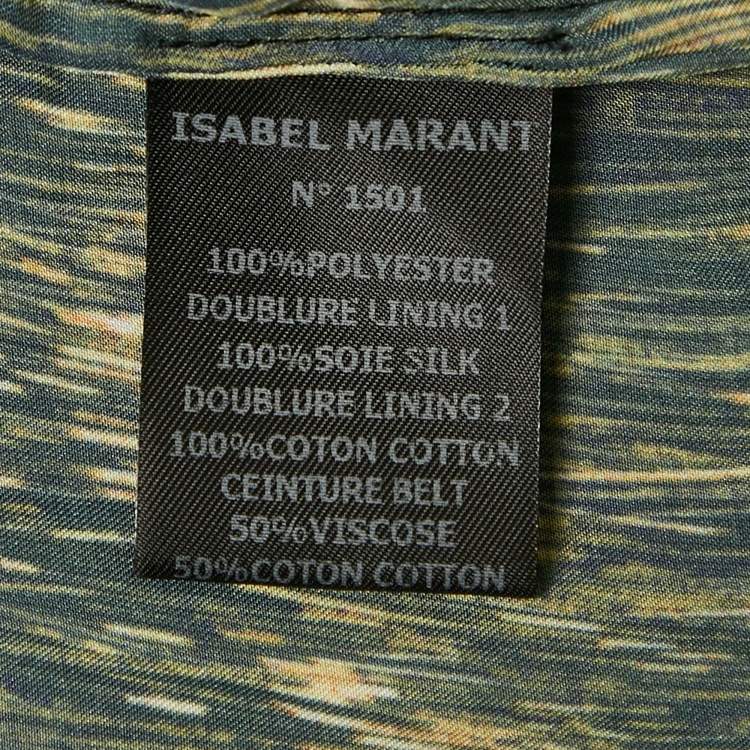 ISABEL MARANT
N° 1501
100%POLYESTER
DOUBLURE LINING 1
100%SOIE SILK
DOUBLURE LINING 2
100%COTON COTTON
CEINTURE BELT
50%VISCOSE
50%COTON COTTON